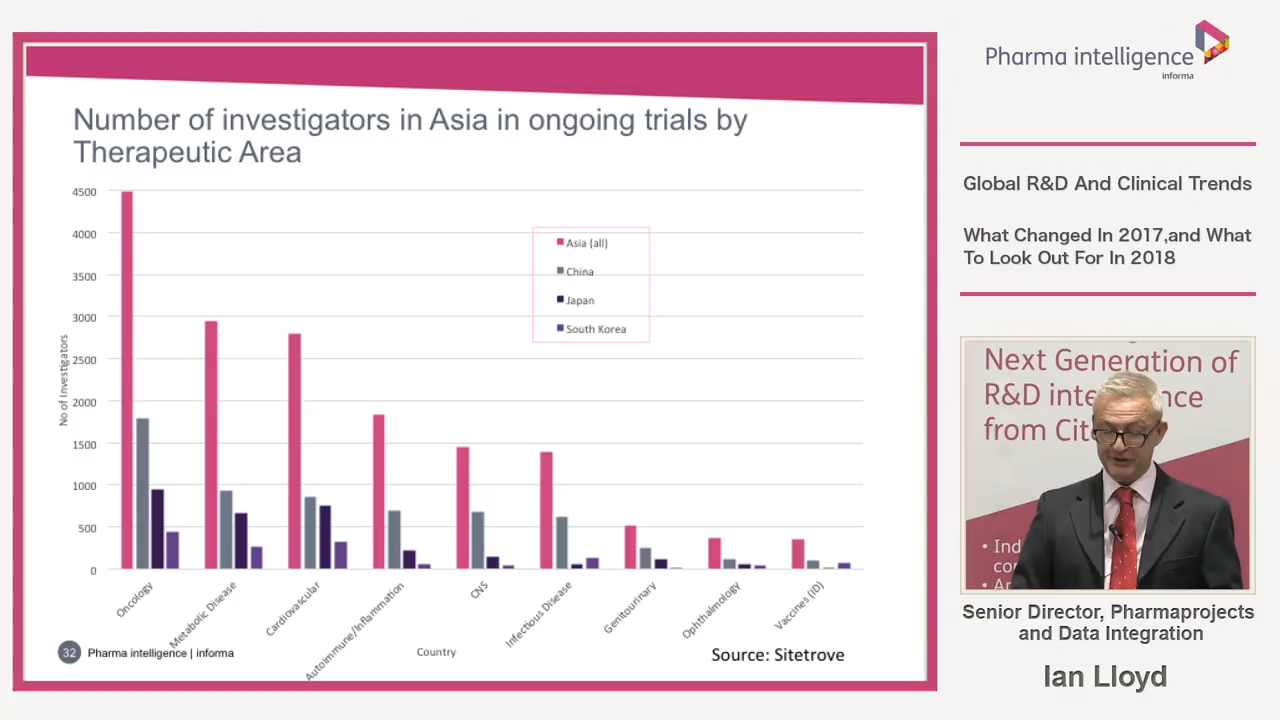 Pharma intelligence
informa
Number of investigators in Asia in ongoing trials by
Therapeutic Area
4500
4000
3500
3000
2500
2000
1500
1000
500
0
No of Investigators
Asia (all)
China
Japan
South Korea
Oncology
Metabolic Disease
Cardiovascular
Autoimmune/Inflammation
CNS
Infectious Disease
Genitourinary
Ophthalmology
Vaccines (ID)
Country
32 Pharma intelligence | informa
Source: Sitetrove
Global R&D And Clinical Trends
What Changed In 2017,and What
To Look Out For In 2018
Next Generation of
R&D
from
Senior Director, Pharmaprojects
and Data Integration
Ian Lloyd